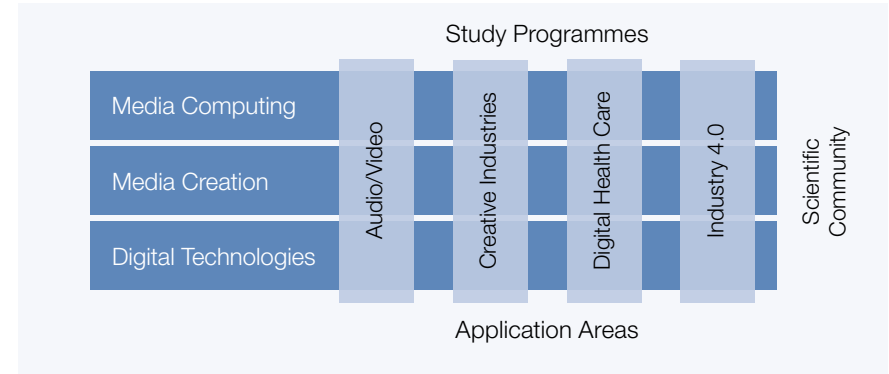 Study Programmes
Media Computing
Media Creation
Digital Technologies
Audio/Video
Creative Industries
Digital Health Care
Industry 4.0
Scientific
Community
Application Areas